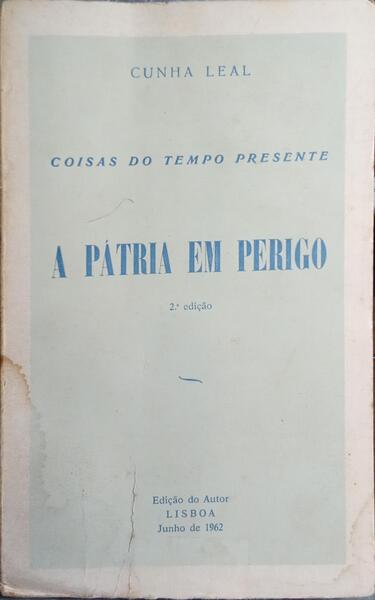 CUNHA LEAL
COISAS DO TEMPO PRESENTE
A PÁTRIA EM PERIGO
2.ª edição
Edição do Autor
LISBOA
Junho de 1962